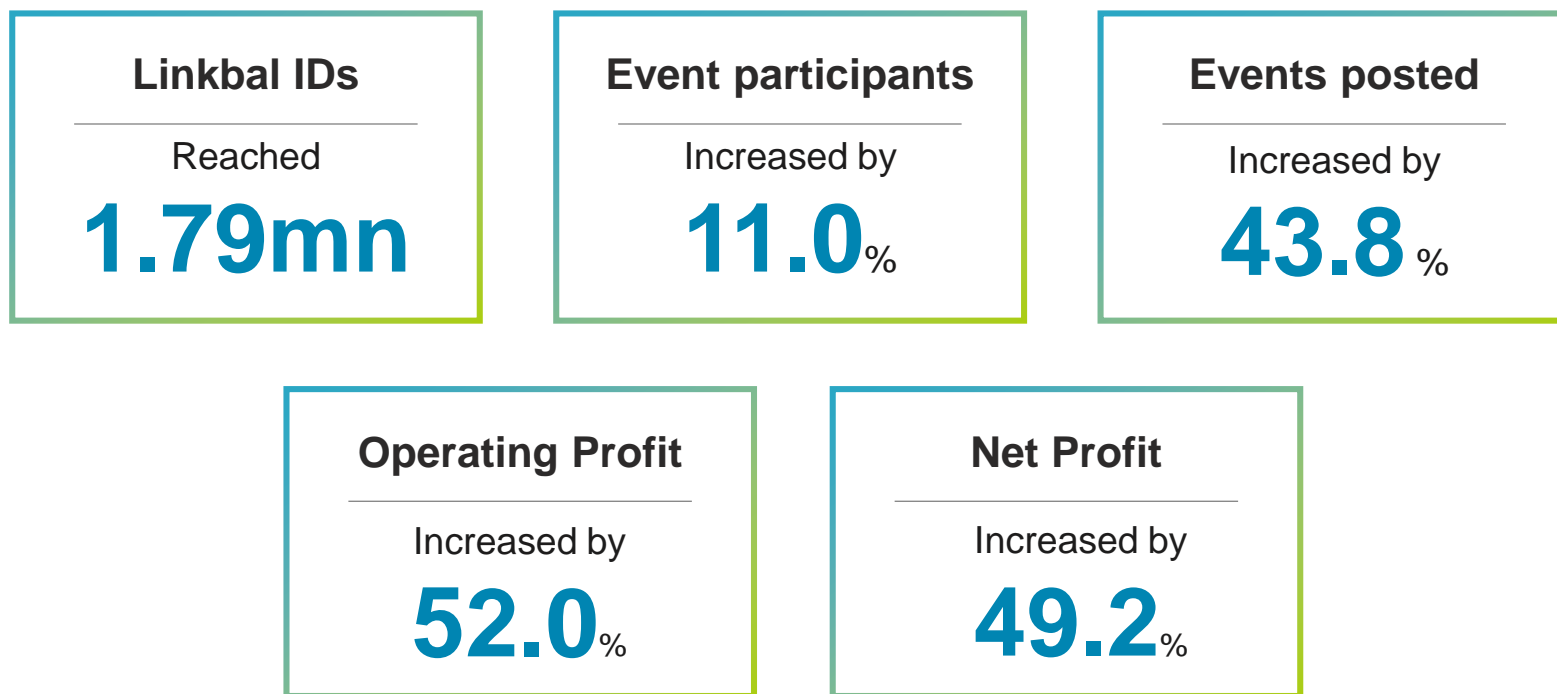 Linkbal IDs
Reached
1.79mn
Event participants
Increased by
11.0%
Events posted
Increased by
43.8 %
Operating Profit
Increased by
52.0%
Net Profit
Increased by
49.2%